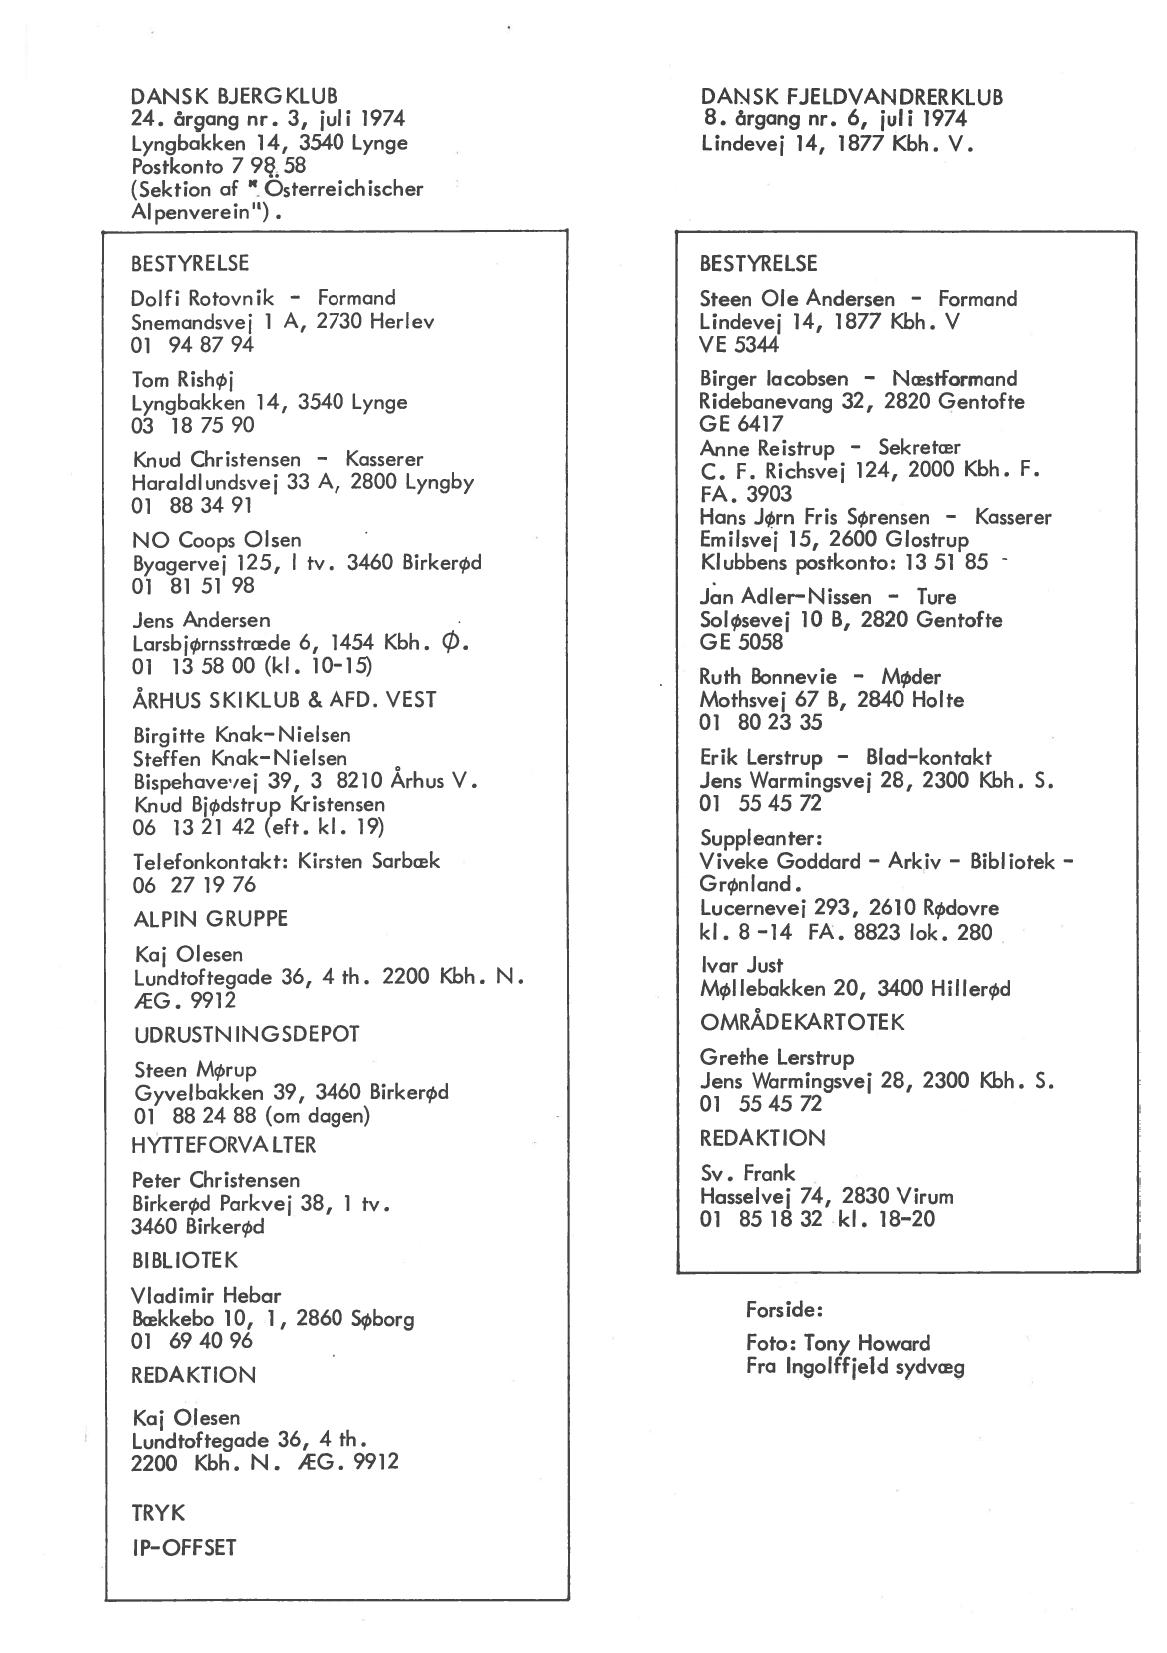 DANSK BJERGKLUB
24. årgang nr. 3, juli 1974
Lyngbakken 14, 3540 Lynge
Postkonto 7 98 58
(Sektion af "Österreichischer
Alpenverein").
BESTYRELSE
Dolfi Rotovnik - Formand
Snemandsvej 1 A, 2730 Herlev
01 94 87 94
Tom Rishøj
Lyngbakken 14, 3540 Lynge
03 18 75 90
Knud Christensen - Kasserer
Haraldlundsvej 33 A, 2800 Lyngby
01 88 34 91
NO Coops Olsen
Byagervej 125, I tv. 3460 Birkerød
01 81 51 98
Jens Andersen
Larsbjørnsstræde 6, 1454 Kbh. Ø.
01 13 58 00 (kl. 10-15)
ÅRHUS SKIKLUB & AFD. VEST
Birgitte Knak-Nielsen
Steffen Knak-Nielsen
Bispehavevej 39, 3 8210 Århus V.
Knud Bjødstrup Kristensen
06 13 21 42 (eft. kl. 19)
Telefonkontakt: Kirsten Sarbæk
06 27 19 76
ALPIN GRUPPE
Kaj Olesen
Lundtoftegade 36, 4 th. 2200 Kbh. N.
ÆG. 9912
UDRUSTNINGSDEPOT
Steen Mørup
Gyvelbakken 39, 3460 Birkerød
01 88 24 88 (om dagen)
HYTTEFORVALTER
Peter Christensen
Birkerød Parkvej 38, 1 tv.
3460 Birkerød
BIBLIOTEK
Vladimir Hebar
Bækkebo 10, 1, 2860 Søborg
01 69 40 96
REDAKTION
Kaj Olesen
Lundtoftegade 36, 4 th.
2200 Kbh. N. ÆG. 9912
TRYK
IP-OFFSET
DANSK FJELDVANDRERKLUB
8. årgang nr. 6, juli 1974
Lindevej 14, 1877 Kbh. V.
BESTYRELSE
Steen Ole Andersen - Formand
Lindevej 14, 1877 Kbh. V
VE 5344
Birger Iacobsen - Næstformand
Ridebanevang 32, 2820 Gentofte
GE 6417
Anne Reistrup - Sekretær
C. F. Richsvej 124, 2000 Kbh. F.
FA. 3903
Hans Jørn Fris Sørensen - Kasserer
Emilsvej 15, 2600 Glostrup
Klubbens postkonto: 13 51 85
Jan Adler-Nissen - Ture
Soløsevej 10 B, 2820 Gentofte
GE 5058
Ruth Bonnevie - Møder
Mothsvej 67 B, 2840 Holte
01 80 23 35
Erik Lerstrup - Blad-kontakt
Jens Warmingsvej 28, 2300 Kbh. S.
01 55 45 72
Suppleanter:
Viveke Goddard - Arkiv - Bibliotek -
Grønland.
Lucernevej 293, 2610 Rødovre
kl. 8 -14 FA. 8823 lok. 280
Ivar Just
Møllebakken 20, 3400 Hillerød
OMRÅDEKARTOTEK
Grethe Lerstrup
Jens Warmingsvej 28, 2300 Kbh. S.
01 55 45 72
REDAKTION
Sv. Frank
Hasselvej 74, 2830 Virum
01 85 18 32 kl. 18-20
Forside:
Foto: Tony Howard
Fra Ingolffjeld sydvæg